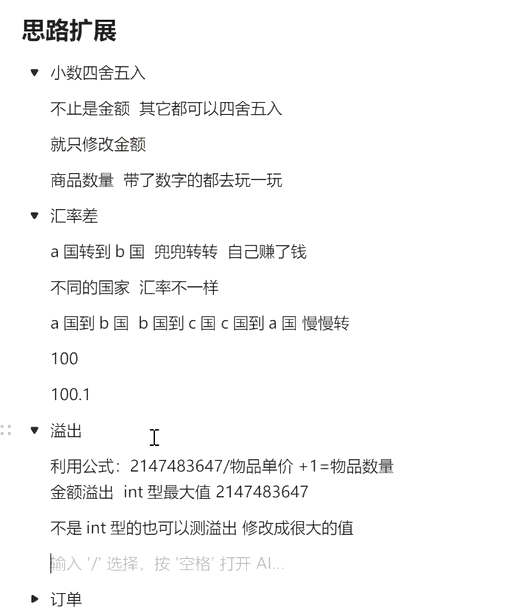 思路扩展
小数四舍五入
不止是金额 其它都可以四舍五入
就只修改金额
商品数量 带了数字的都去玩一玩
汇率差
a 国转到 b 国 兜兜转转 自己赚了钱
不同的国家 汇率不一样
a 国到 b 国 b 国到 c 国 c 国到 a 国 慢慢转
100
100.1
溢出
利用公式：2147483647/物品单价 +1=物品数量
金额溢出 int 型最大值 2147483647
不是 int 型的也可以测溢出 修改成很大的值
输入 '/' 选择，按 '空格' 打开 AI...
订单